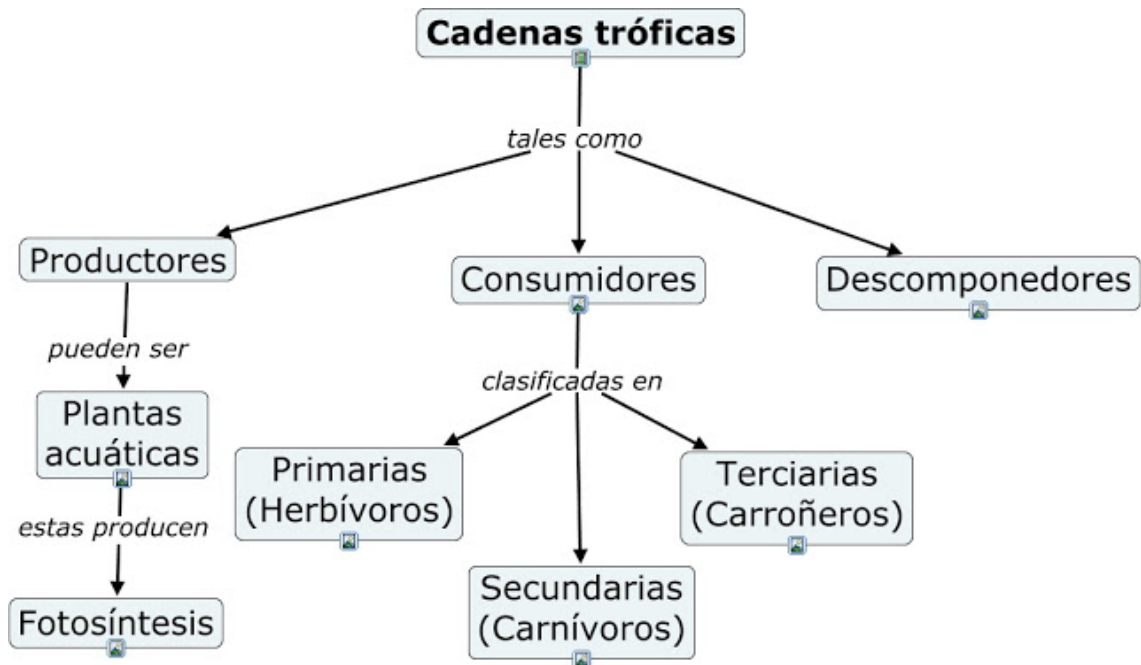 Cadenas tróficas
tales como
Productores
Consumidores
Descomponedores
pueden ser
clasificadas en
Plantas
acuáticas
Primarias
(Herbívoros)
Terciarias
(Carroñeros)
estas producen
Secundarias
(Carnívoros)
Fotosíntesis